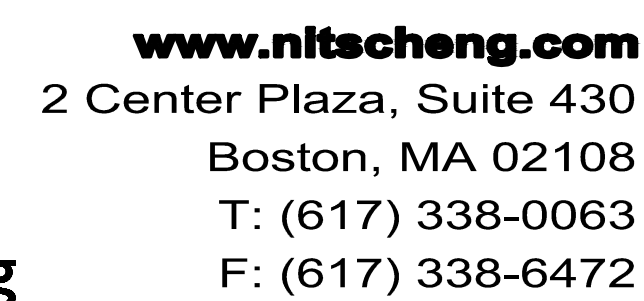 www.nitscheng.com
2 Center Plaza, Suite 430
Boston, MA 02108
T: (617) 338-0063
F: (617) 338-6472
g